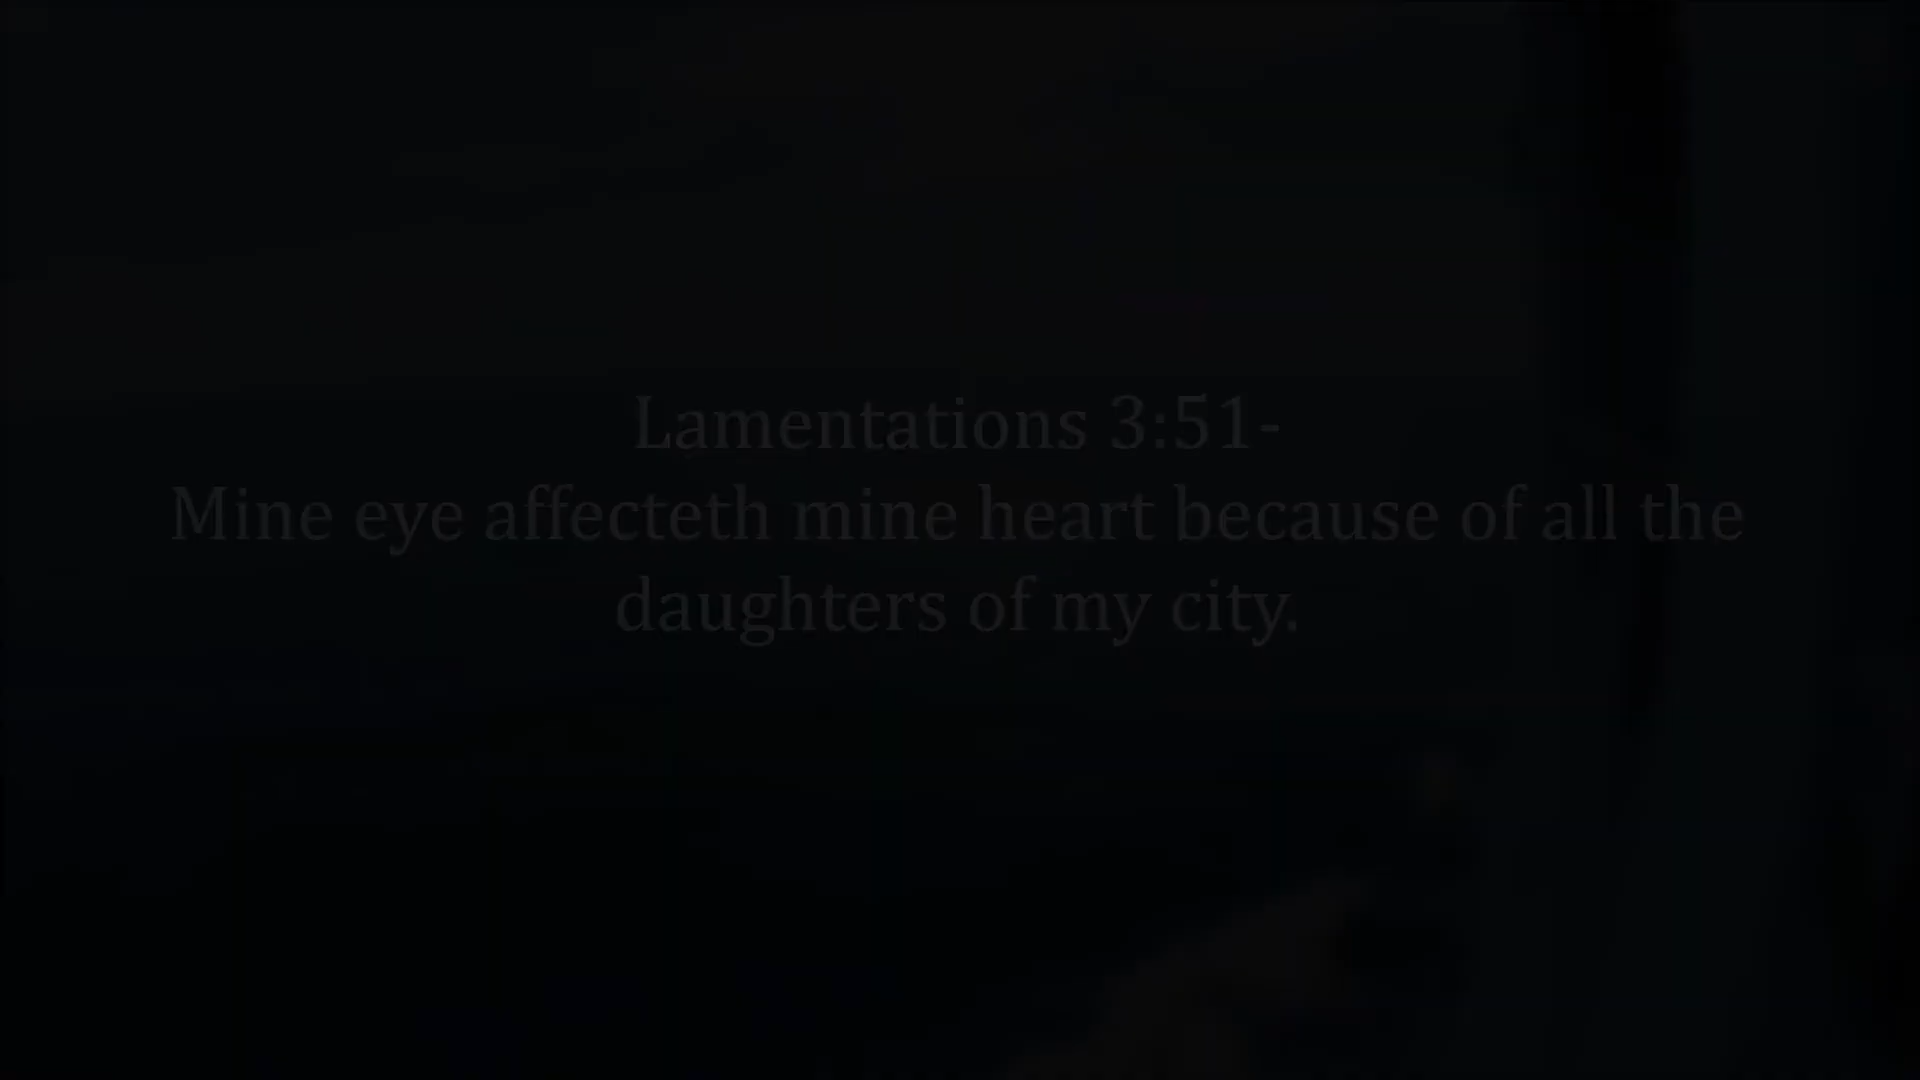 Lamentations 3:51-
Mine eye affecteth mine heart because of all the
daughters of my city.